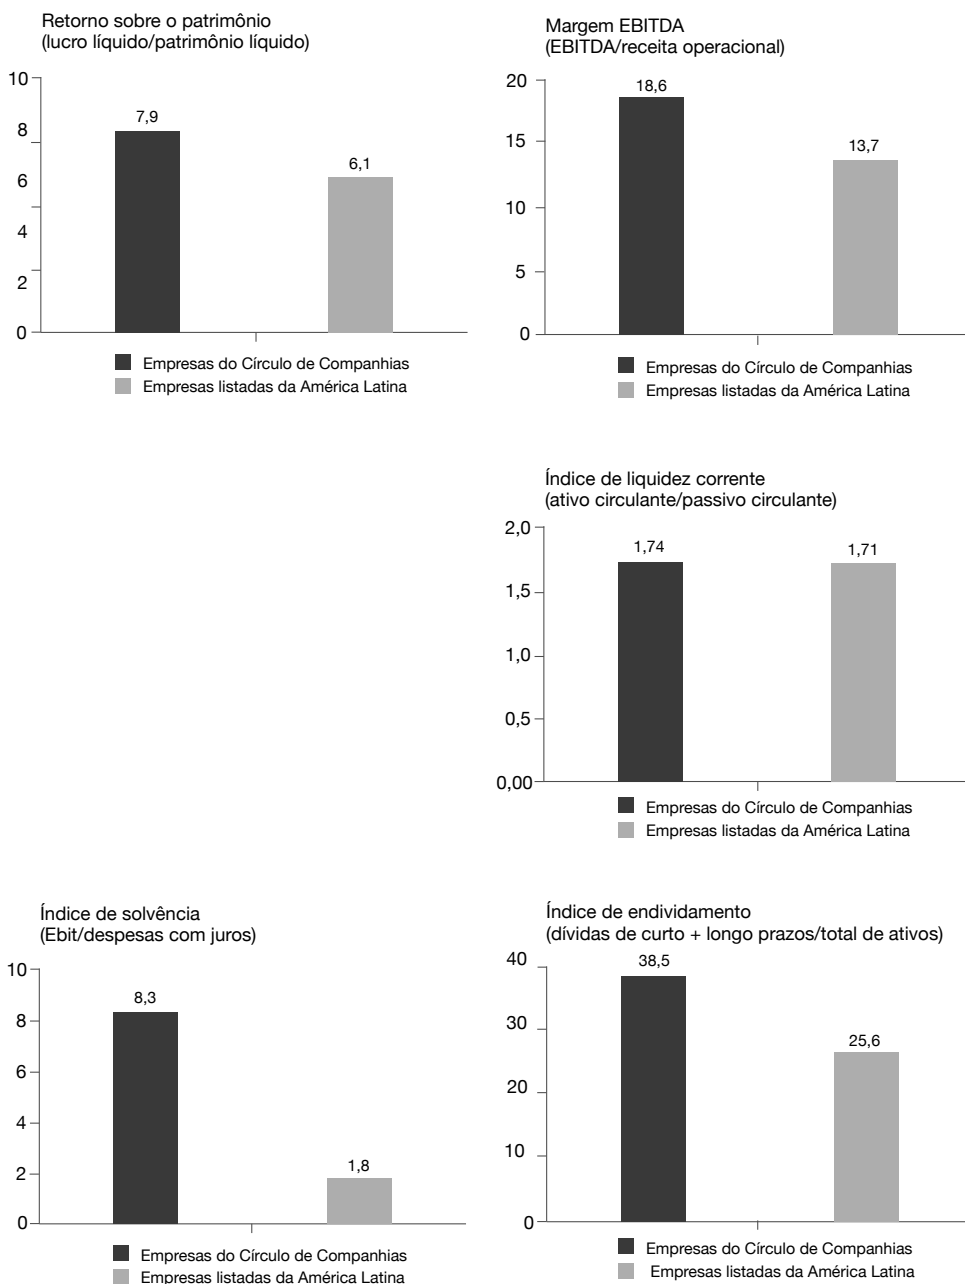 Retorno sobre o patrimônio
(lucro líquido/patrimônio líquido)
10
8
6
4
2
0
7,9
6,1
Empresas do Círculo de Companhias
Empresas listadas da América Latina
Margem EBITDA
(EBITDA/receita operacional)
20
15
10
5
0
18,6
13,7
Empresas do Círculo de Companhias
Empresas listadas da América Latina
Índice de liquidez corrente
(ativo circulante/passivo circulante)
2,0
1,5
1,0
0,5
0,00
1,74
1,71
Empresas do Círculo de Companhias
Empresas listadas da América Latina
Índice de solvência
(Ebit/despesas com juros)
10
8
6
4
2
0
8,3
1,8
Empresas do Círculo de Companhias
Empresas listadas da América Latina
Índice de endividamento
(dívidas de curto + longo prazos/total de ativos)
40
30
20
10
0
38,5
25,6
Empresas do Círculo de Companhias
Empresas listadas da América Latina